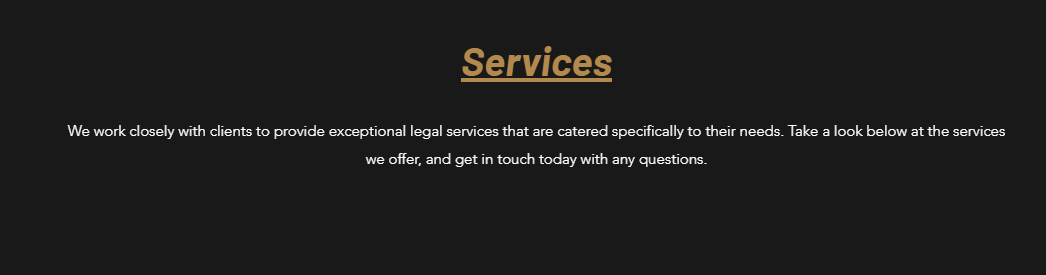 Services
We work closely with clients to provide exceptional legal services that are catered specifically to their needs. Take a look below at the services
we offer, and get in touch today with any questions.